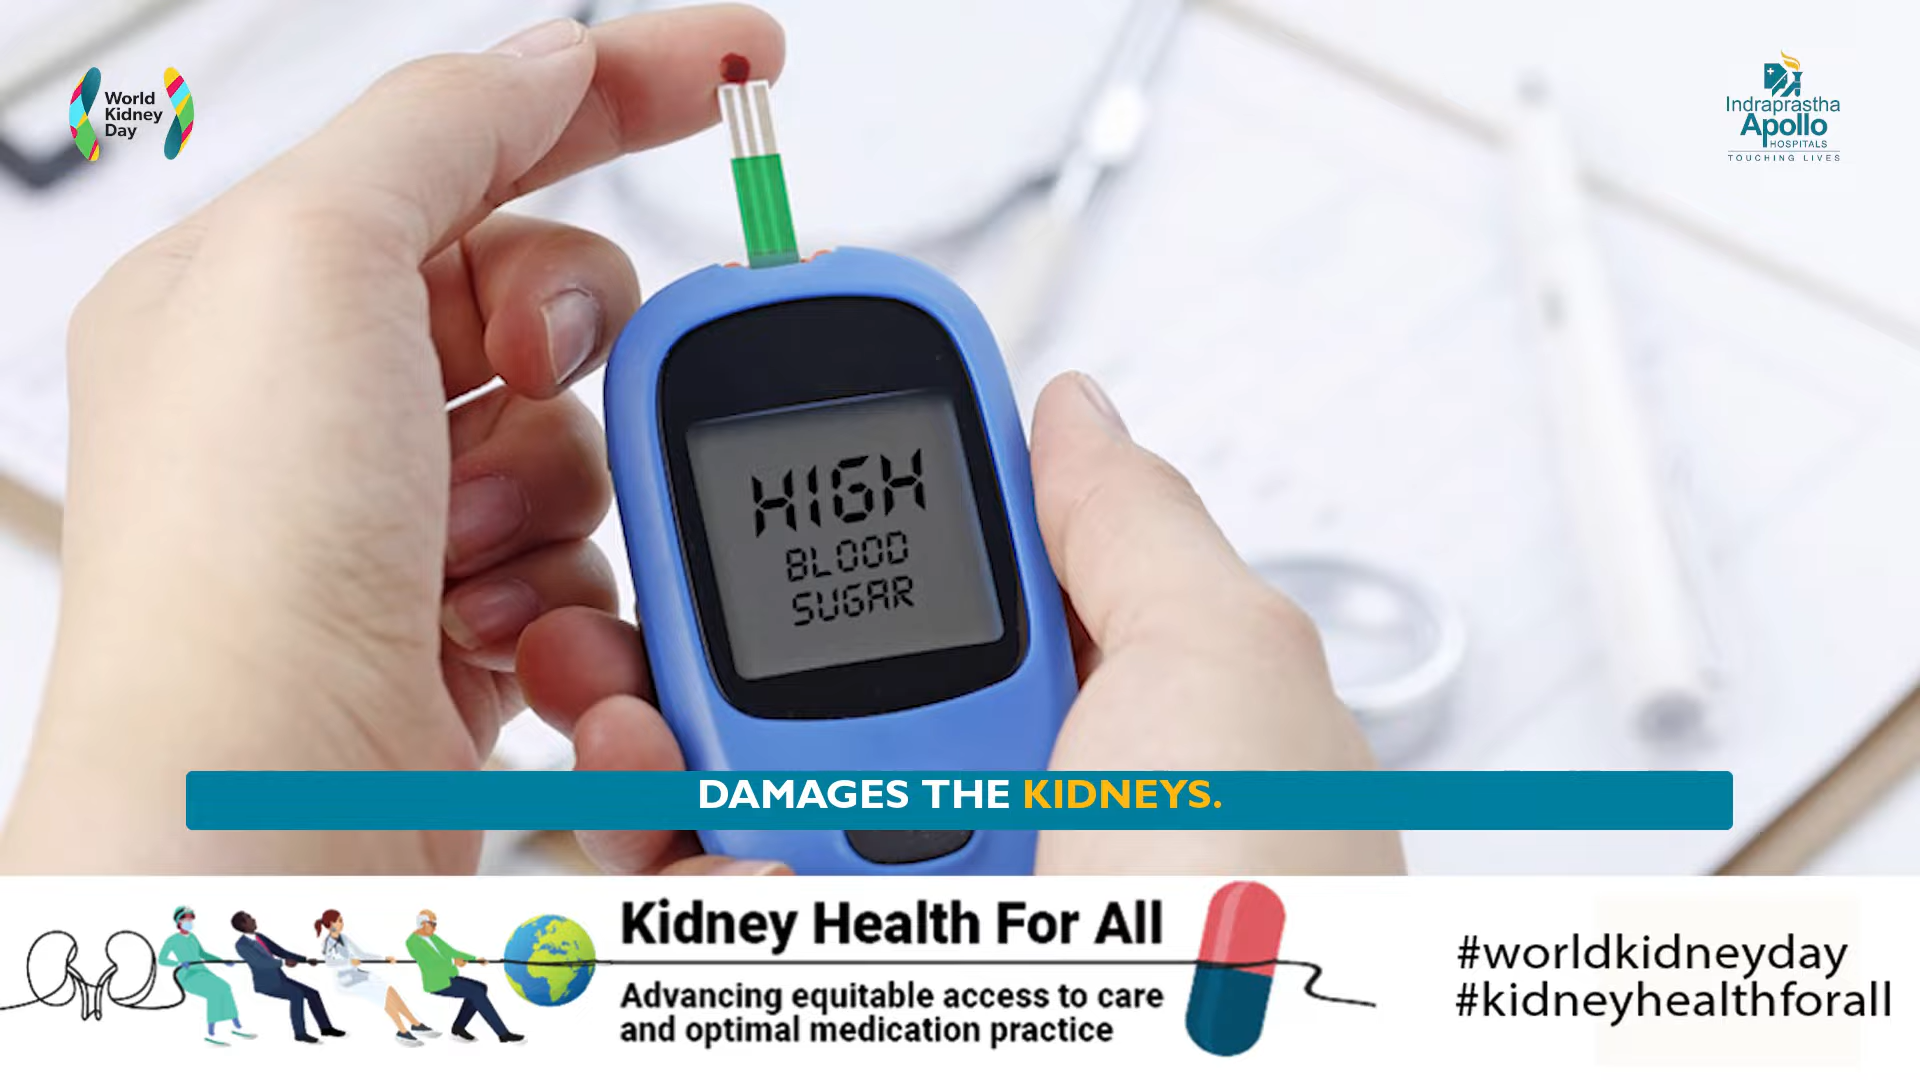 World
Kidney
Day
Indraprastha
Apollo
HOSPITALS
TOUCHING LIVES
HIGH
BLOOD
SUGAR
DAMAGES THE KIDNEYS.
Kidney Health For All
Advancing equitable access to care
and optimal medication practice
#worldkidneyday
#kidneyhealthforall